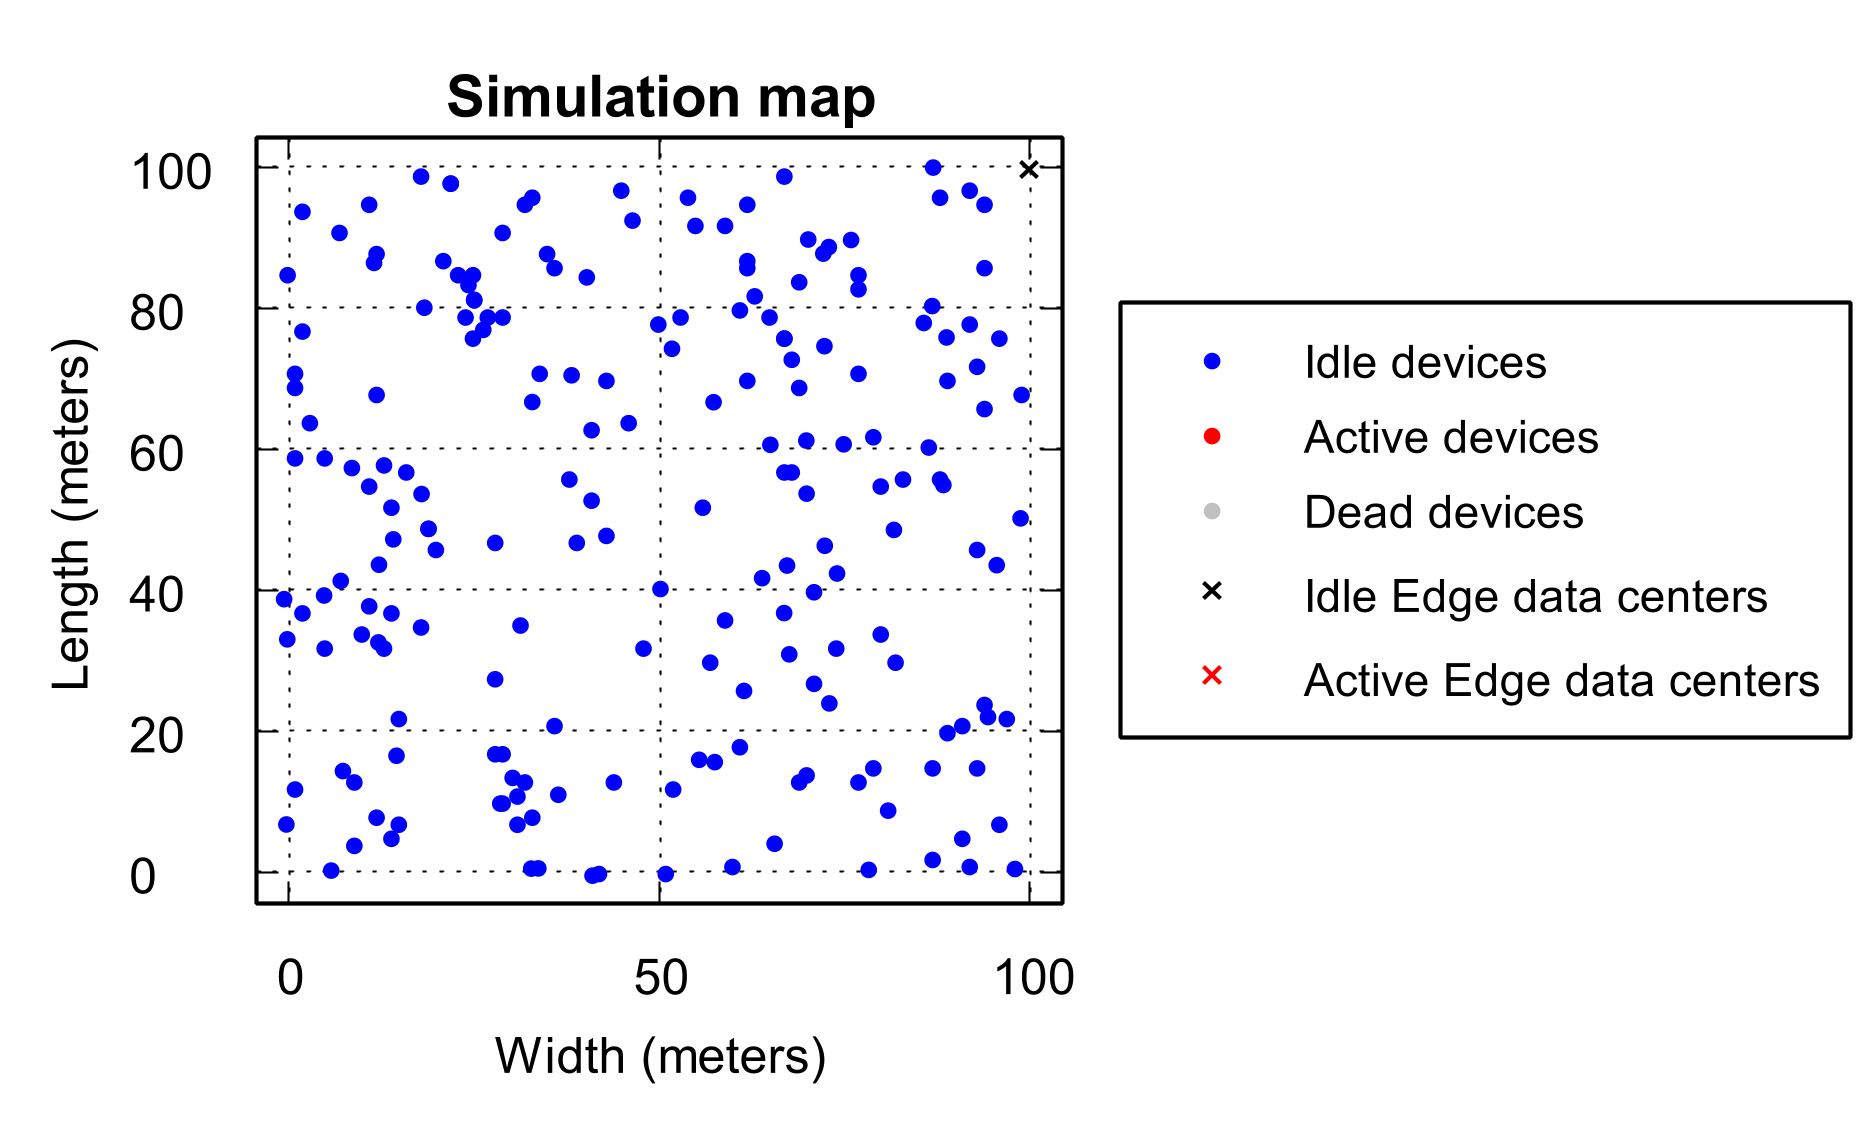 Simulation map
100
80
60
40
20
0
Length (meters)
0 50 100
Width (meters)
Idle devices
Active devices
Dead devices
Idle Edge data centers
Active Edge data centers